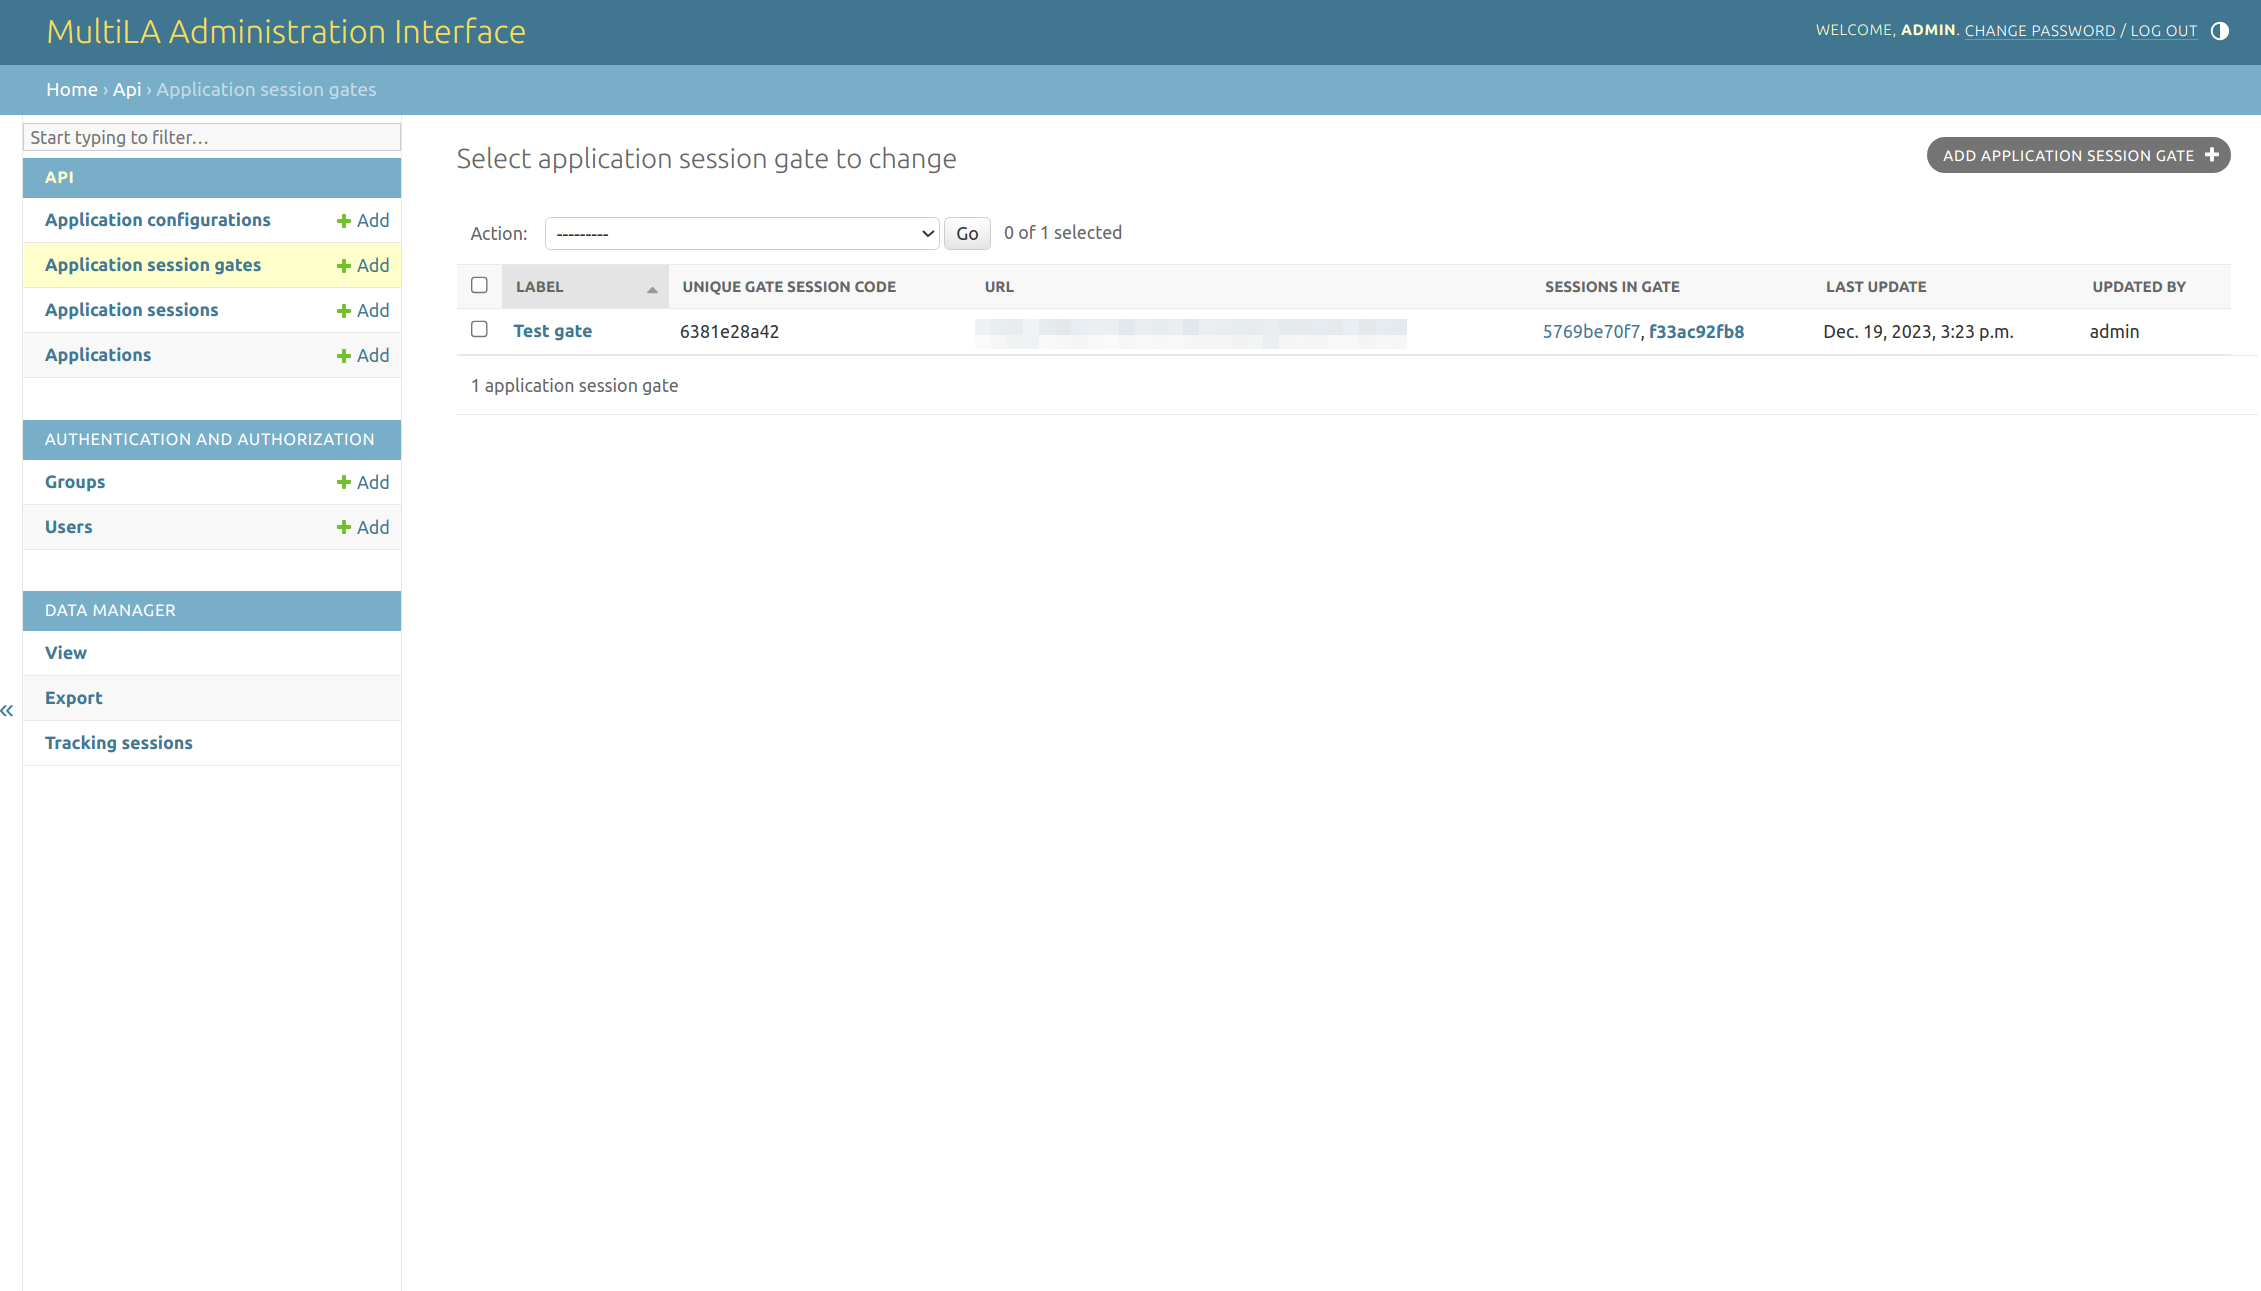 MultiLA Administration Interface
WELCOME, ADMIN. CHANGE PASSWORD / LOG OUT
Home › Api › Application session gates
Start typing to filter…
API
Application configurations + Add
Application session gates + Add
Application sessions + Add
Applications + Add
AUTHENTICATION AND AUTHORIZATION
Groups + Add
Users + Add
DATA MANAGER
View
Export
Tracking sessions
«
Select application session gate to change
ADD APPLICATION SESSION GATE +
Action: --------- Go 0 of 1 selected
LABEL UNIQUE GATE SESSION CODE URL SESSIONS IN GATE LAST UPDATE UPDATED BY
Test gate 6381e28a42 5769be70f7, f33ac92fb8 Dec. 19, 2023, 3:23 p.m. admin
1 application session gate